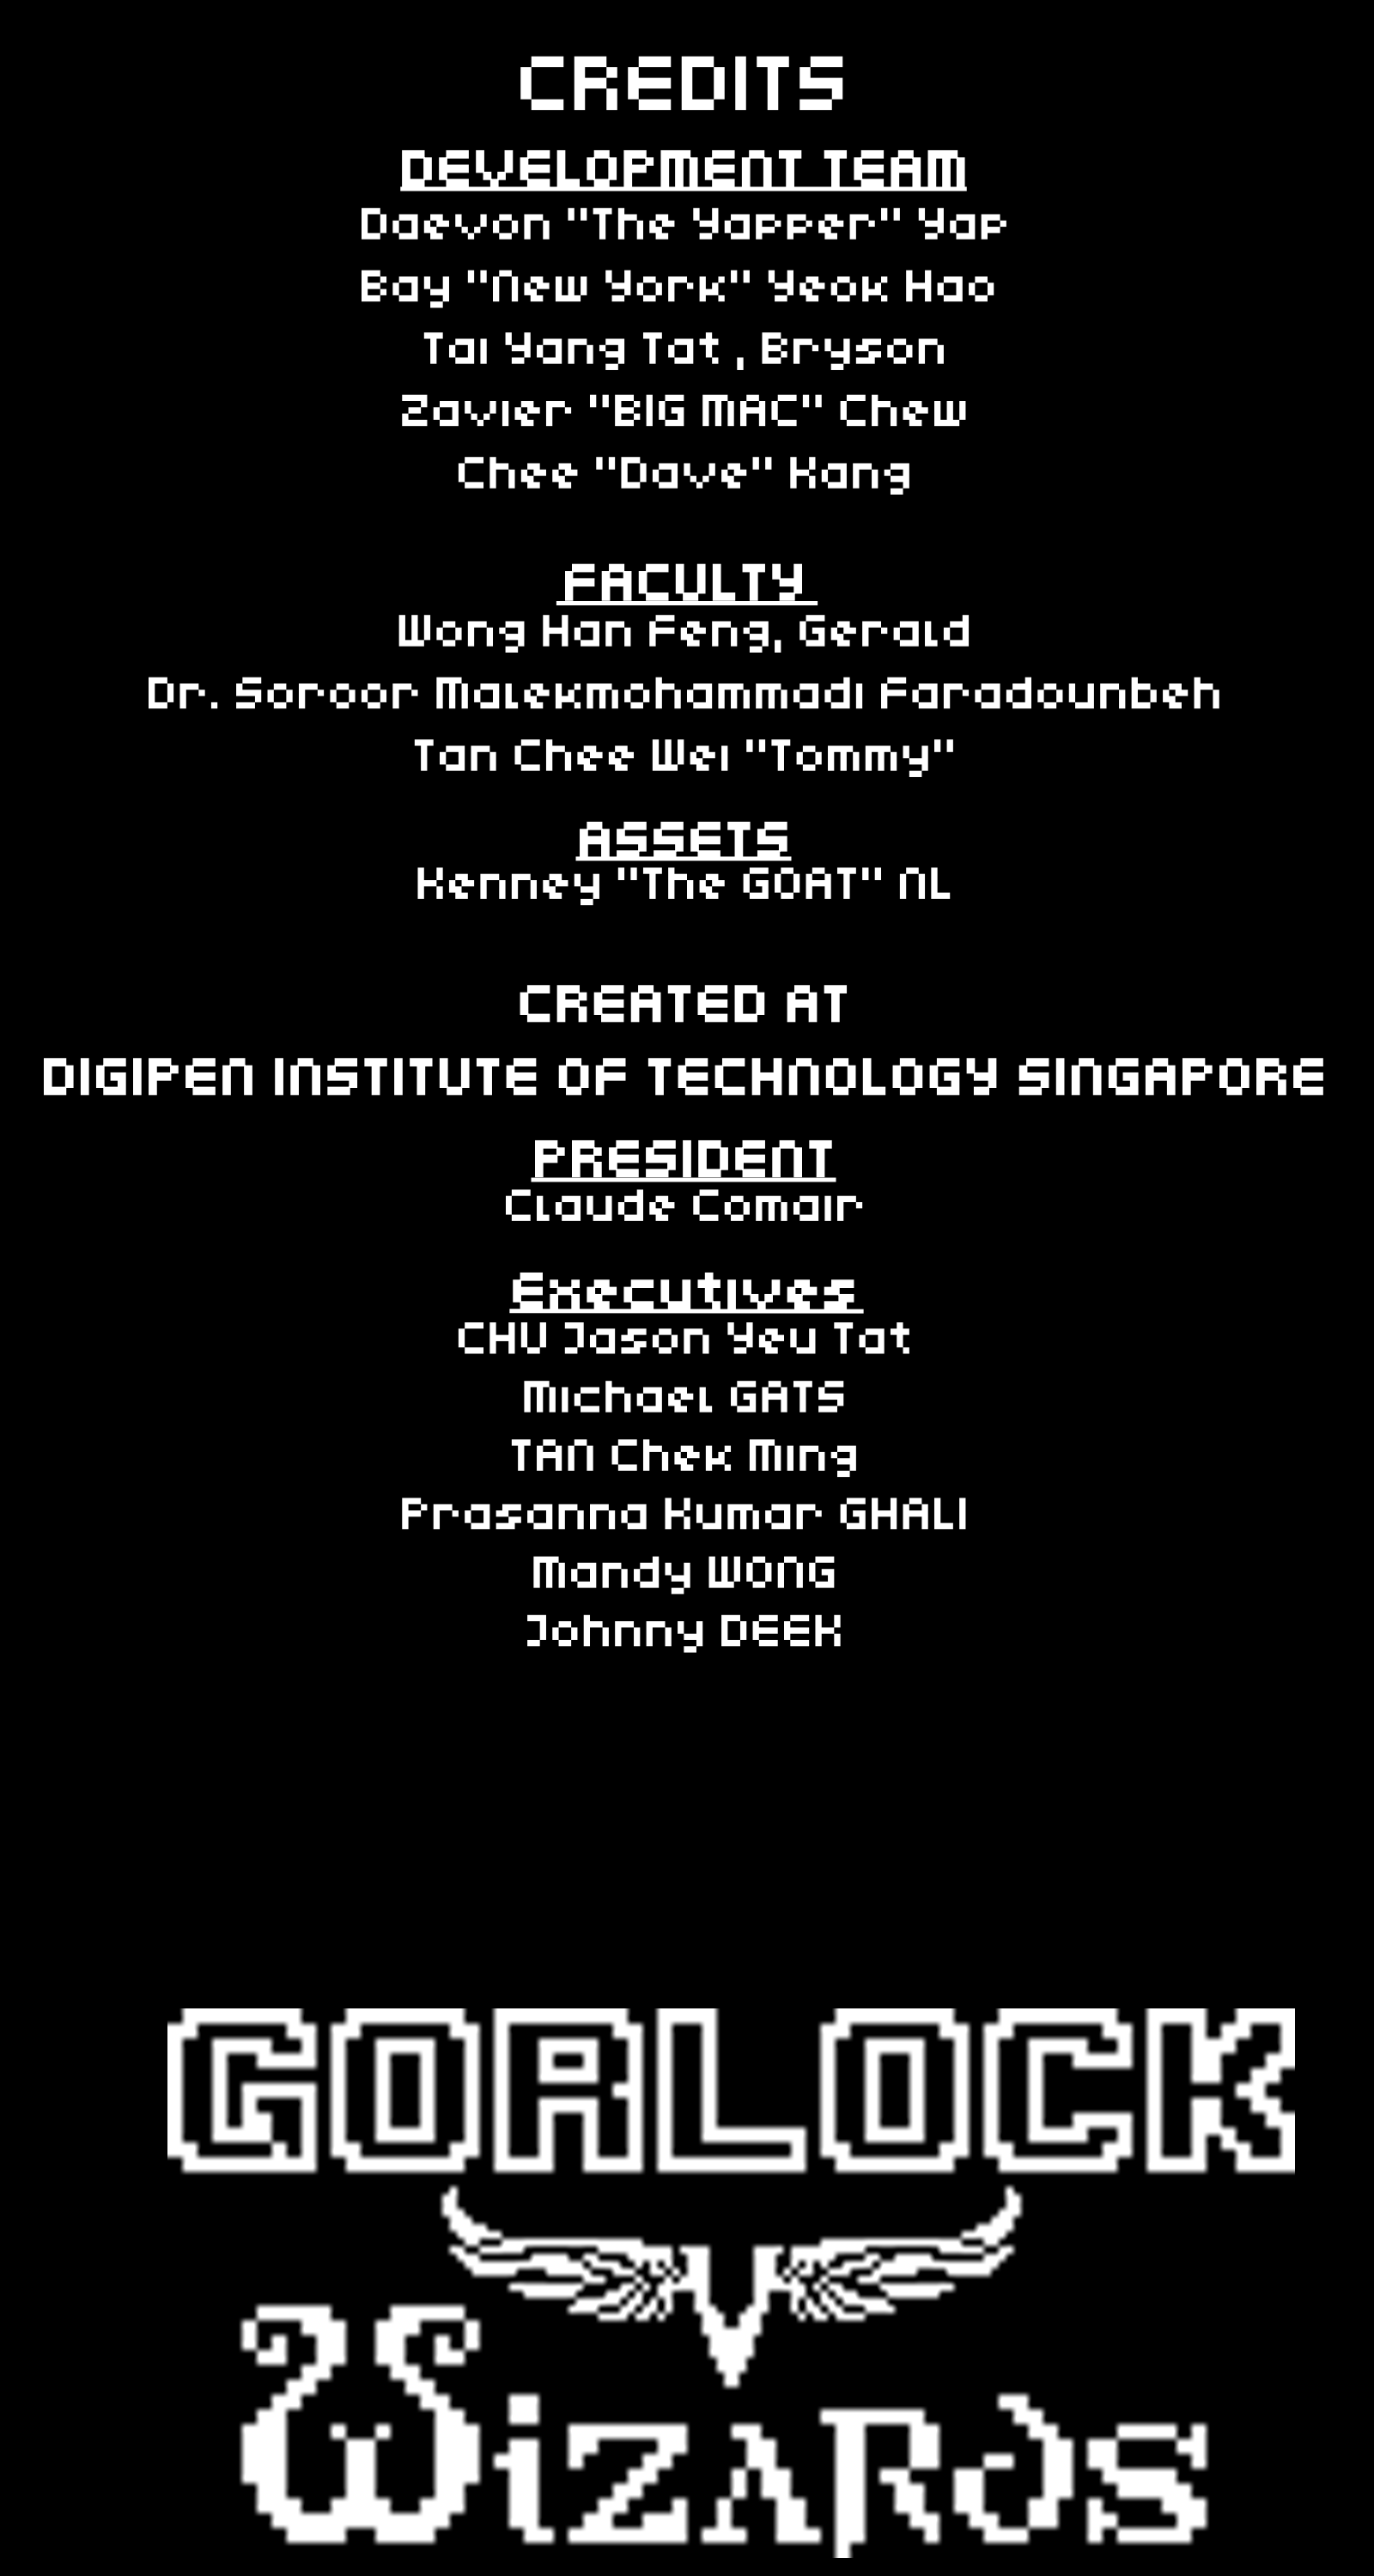 CREDITS
DEVELOPMENT TEAM
Daevon "The Yapper" Yap
Bay "New York" Yeok Hao
Tai Yang Tat , Bryson
Zavier "BIG MAC" Chew
Chee "Dave" Kang
FACULTY
Wong Han Feng, Gerald
Dr. Soroor Malekmohammadi Faradounbeh
Tan Chee Wei "Tommy"
ASSETS
Kenney "The GOAT" NL
CREATED AT
DIGIPEN INSTITUTE OF TECHNOLOGY SINGAPORE
PRESIDENT
Claude Comair
Executives
CHU Jason Yeu Tat
Michael GATS
TAN Chek Ming
Prasanna Kumar GHALI
Mandy WONG
Johnny DEEK
GORLOCK
WizARdS